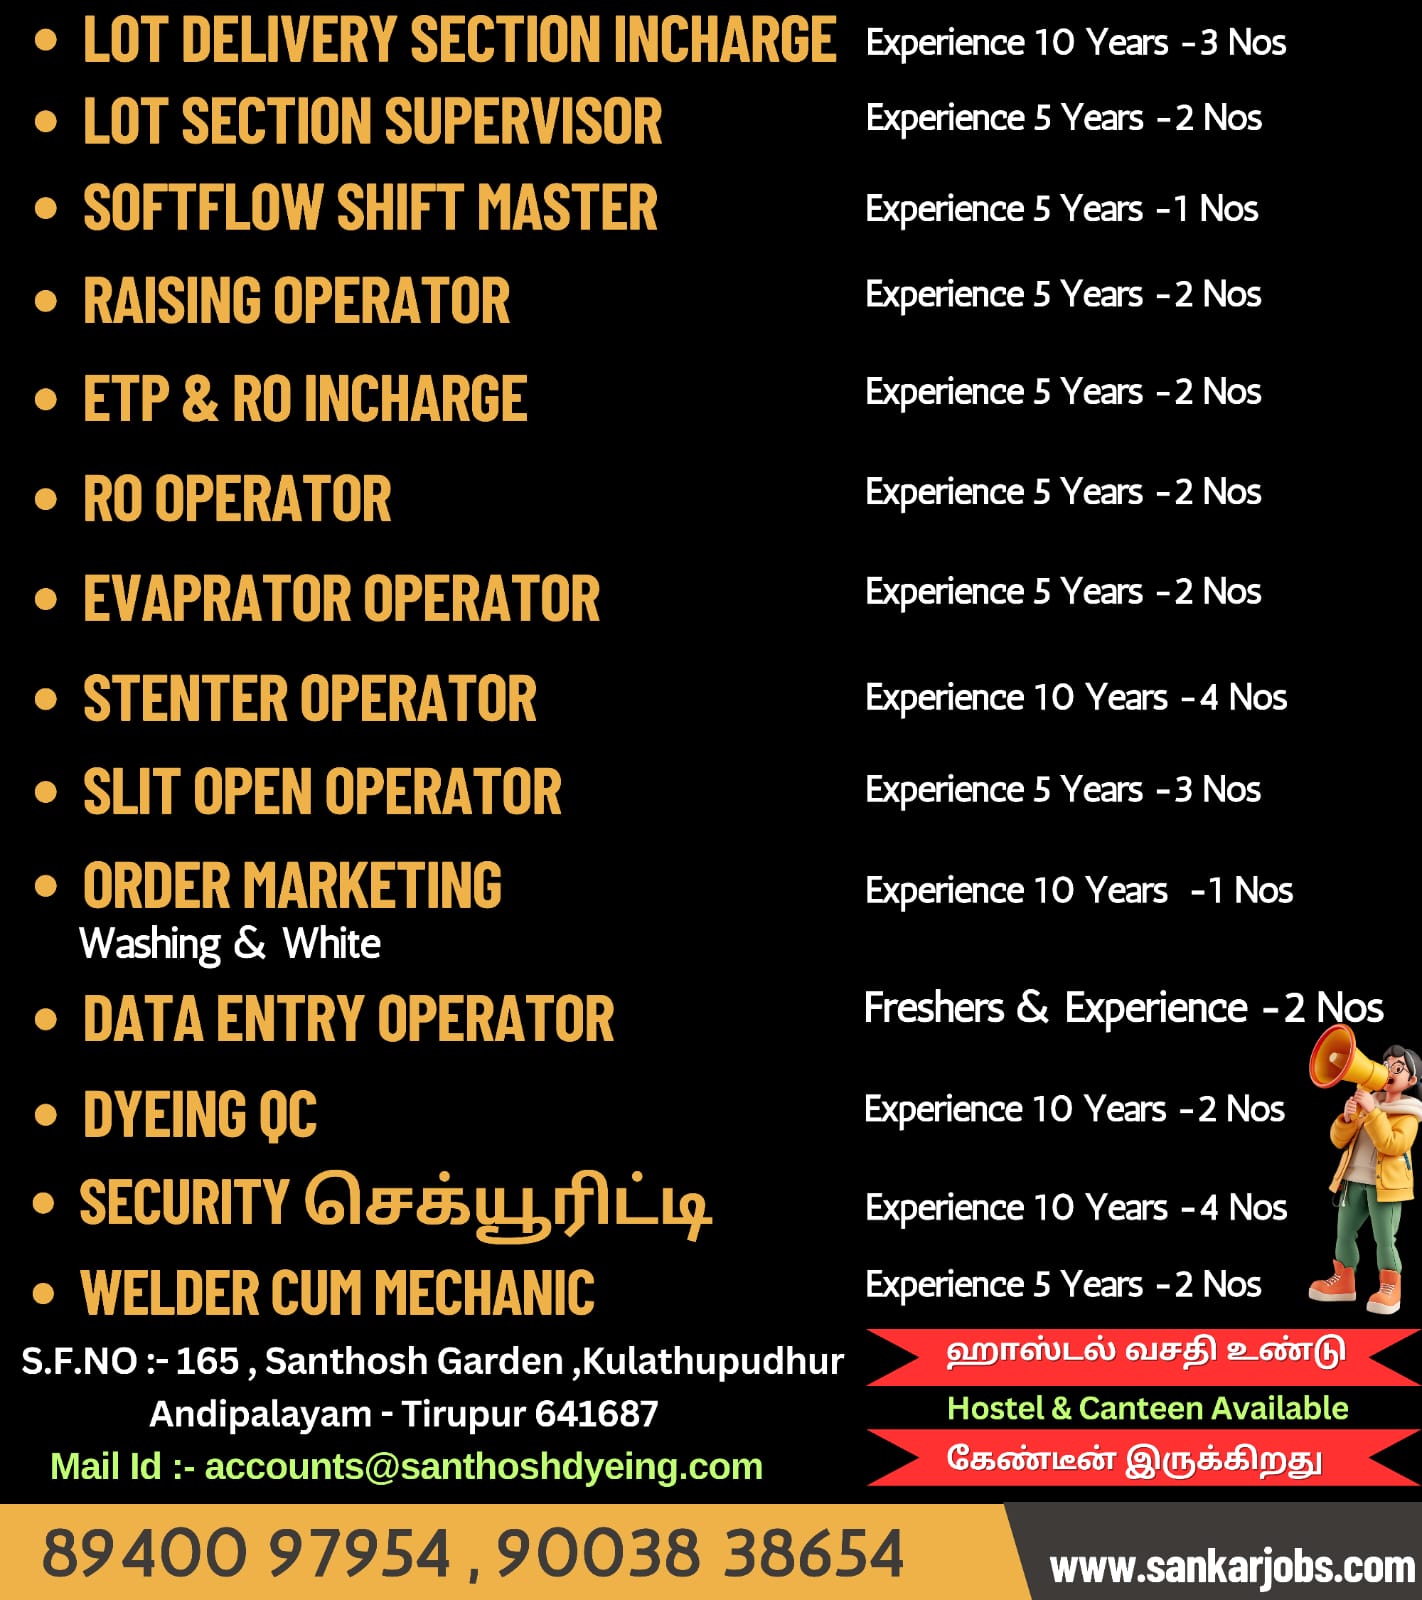 • LOT DELIVERY SECTION INCHARGE Experience 10 Years -3 Nos
• LOT SECTION SUPERVISOR Experience 5 Years -2 Nos
• SOFTFLOW SHIFT MASTER Experience 5 Years -1 Nos
• RAISING OPERATOR Experience 5 Years -2 Nos
• ETP & RO INCHARGE Experience 5 Years -2 Nos
• RO OPERATOR Experience 5 Years -2 Nos
• EVAPRATOR OPERATOR Experience 5 Years -2 Nos
• STENTER OPERATOR Experience 10 Years -4 Nos
• SLIT OPEN OPERATOR Experience 5 Years -3 Nos
• ORDER MARKETING Experience 10 Years -1 Nos
Washing & White
• DATA ENTRY OPERATOR Freshers & Experience -2 Nos
• DYEING QC Experience 10 Years -2 Nos
• SECURITY செக்யூரிட்டி Experience 10 Years -4 Nos
• WELDER CUM MECHANIC Experience 5 Years -2 Nos
S.F.NO :- 165 , Santhosh Garden ,Kulathupudhur
Andipalayam - Tirupur 641687
Mail Id :- accounts@santhoshdyeing.com
ஹாஸ்டல் வசதி உண்டு
Hostel & Canteen Available
கேண்டீன் இருக்கிறது
89400 97954 , 90038 38654
www.sankarjobs.com